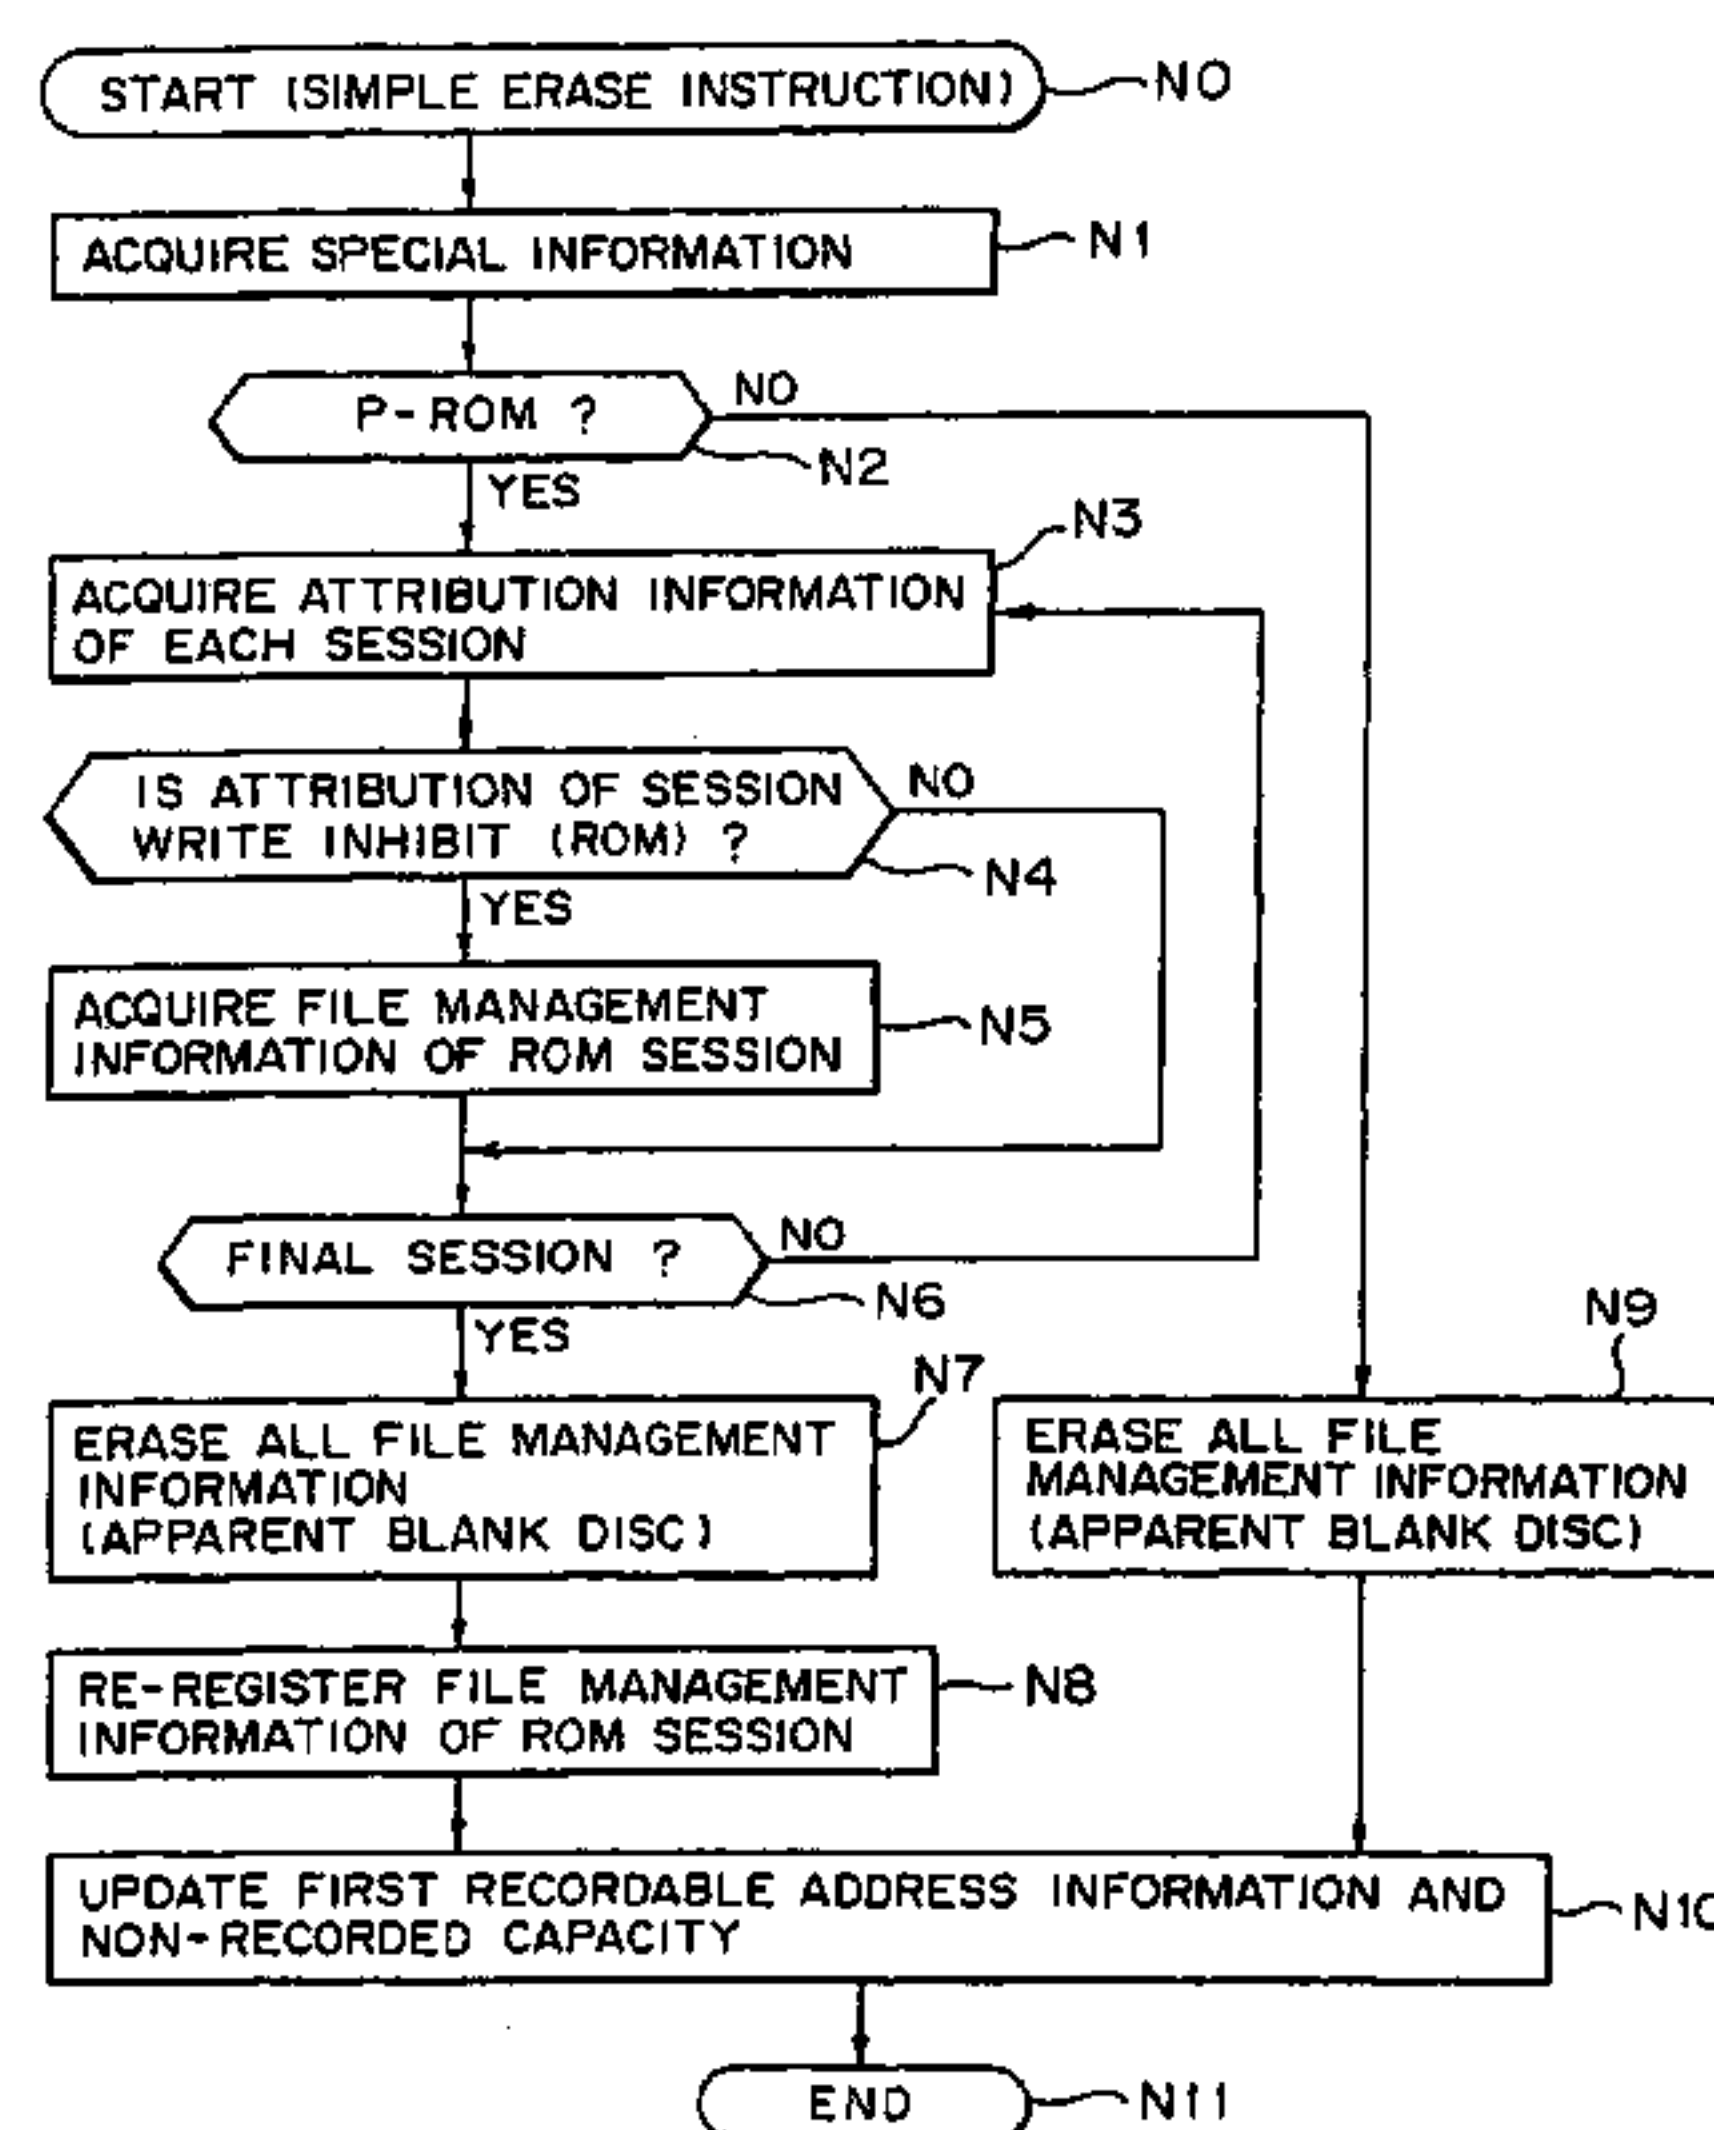 START (SIMPLE ERASE INSTRUCTION)
N0
ACQUIRE SPECIAL INFORMATION
N1
P-ROM ?
NO
N2
YES
N3
ACQUIRE ATTRIBUTION INFORMATION
OF EACH SESSION
IS ATTRIBUTION OF SESSION
WRITE INHIBIT (ROM) ?
NO
N4
YES
ACQUIRE FILE MANAGEMENT
INFORMATION OF ROM SESSION
N5
FINAL SESSION ?
NO
N6
YES
N7
ERASE ALL FILE MANAGEMENT
INFORMATION
(APPARENT BLANK DISC)
N9
ERASE ALL FILE
MANAGEMENT INFORMATION
(APPARENT BLANK DISC)
RE-REGISTER FILE MANAGEMENT
INFORMATION OF ROM SESSION
N8
UPDATE FIRST RECORDABLE ADDRESS INFORMATION AND
NON-RECORDED CAPACITY
N10
END
N11